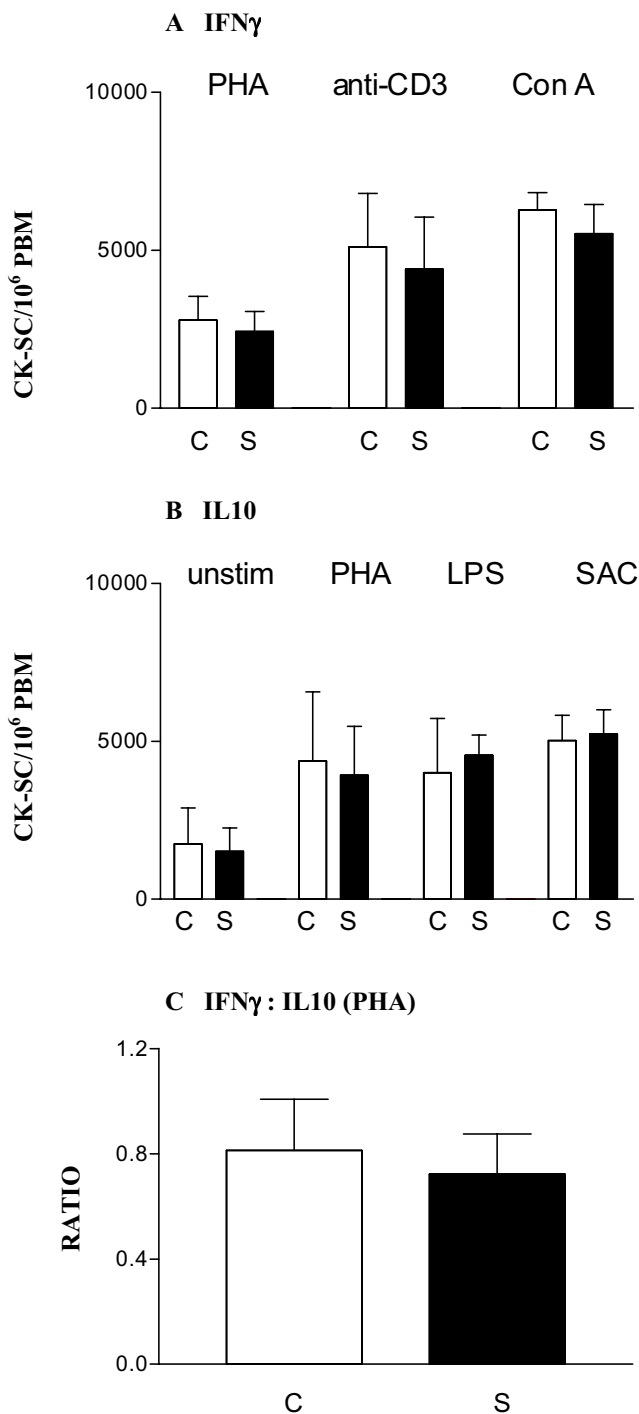 A IFNγ
PHA anti-CD3 Con A
10000
5000
0
CK-SC/10⁶ PBM
C S C S C S
B IL10
unstim PHA LPS SAC
10000
5000
0
CK-SC/10⁶ PBM
C S C S C S C S
C IFNγ : IL10 (PHA)
1.2
0.8
0.4
0.0
RATIO
C S